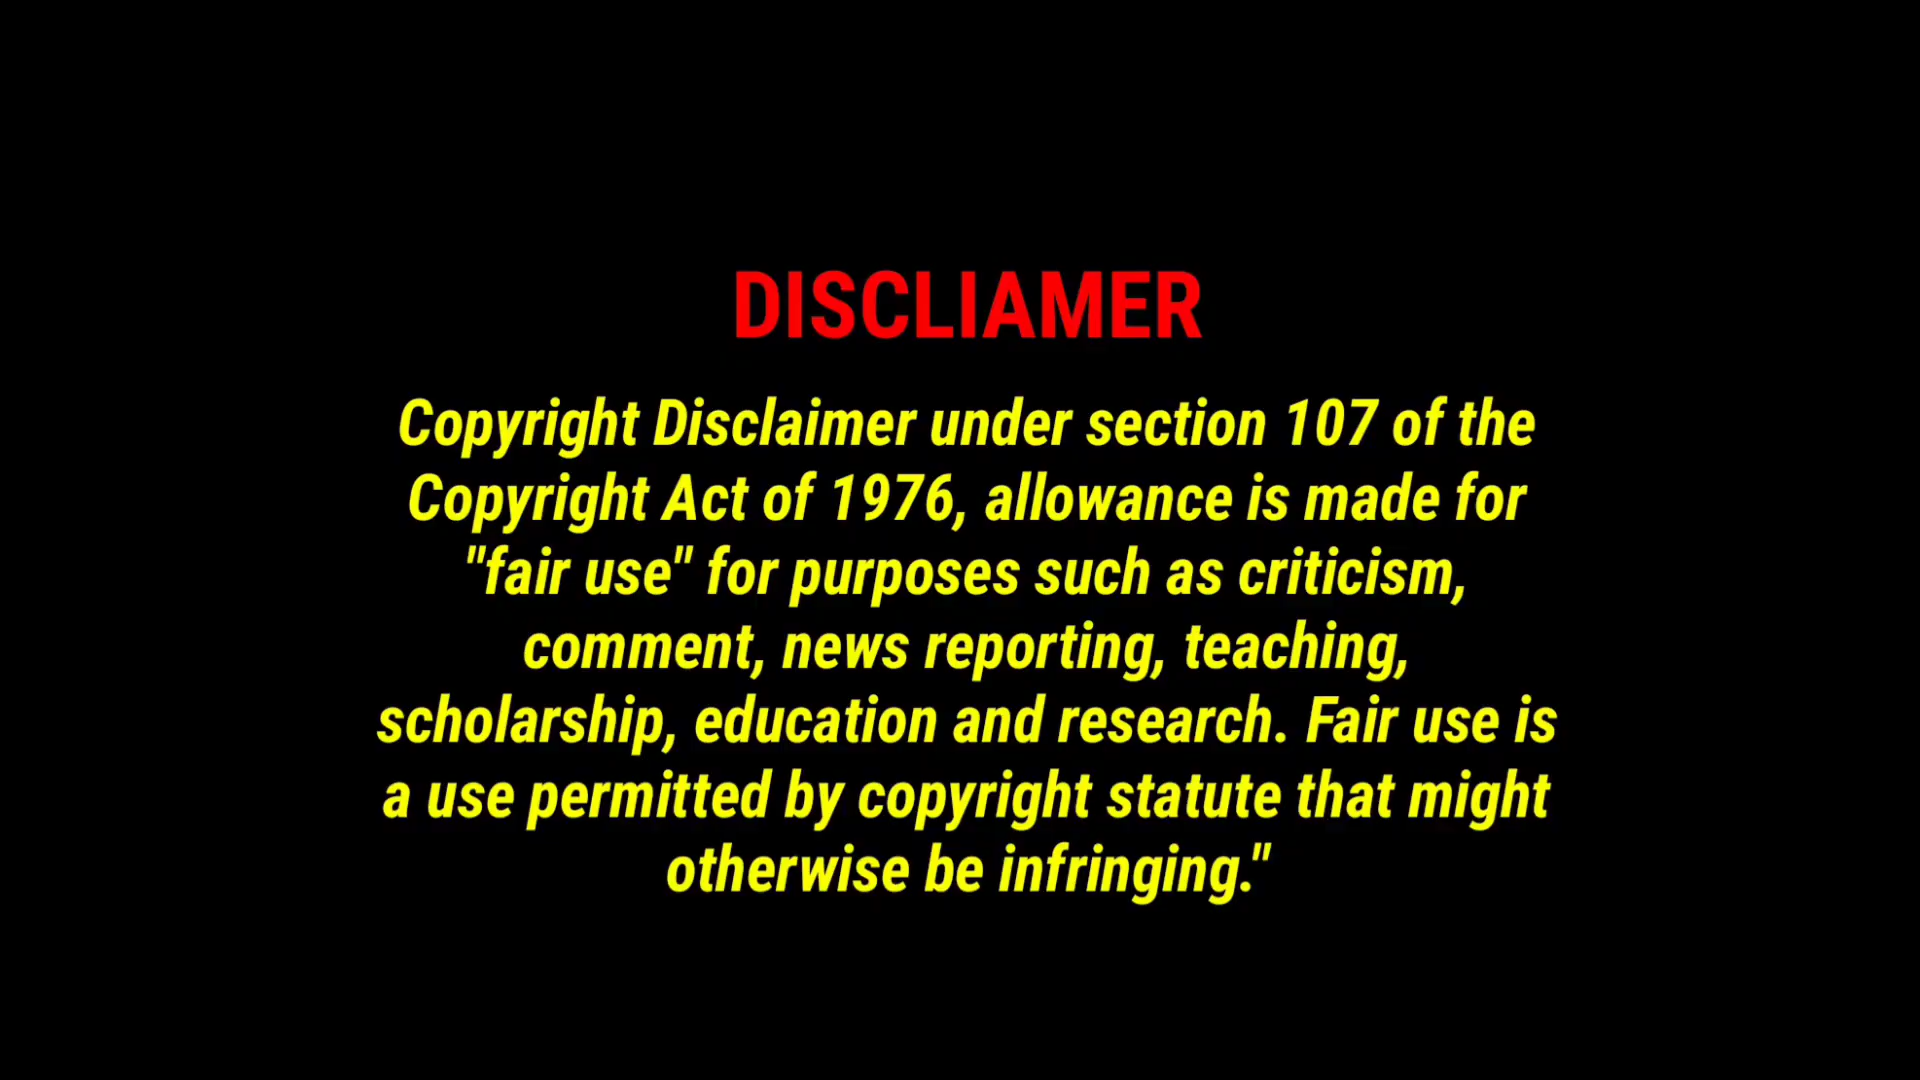 DISCLIAMER
Copyright Disclaimer under section 107 of the
Copyright Act of 1976, allowance is made for
"fair use" for purposes such as criticism,
comment, news reporting, teaching,
scholarship, education and research. Fair use is
a use permitted by copyright statute that might
otherwise be infringing."